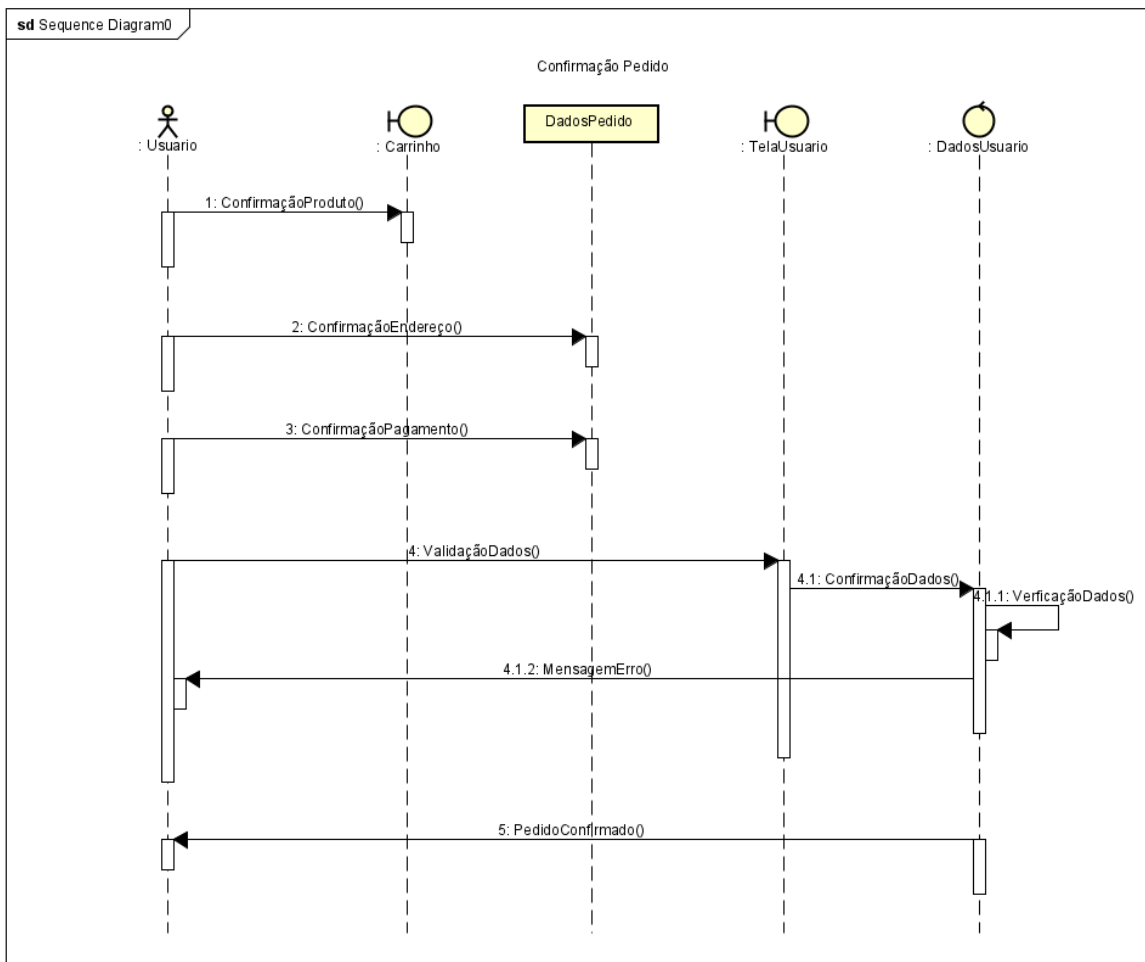 sd Sequence Diagram0
Confirmação Pedido
: Usuario
: Carrinho
DadosPedido
: TelaUsuario
: DadosUsuario
1: ConfirmaçãoProduto()
2: ConfirmaçãoEndereço()
3: ConfirmaçãoPagamento()
4: ValidaçãoDados()
4.1: ConfirmaçãoDados()
4.1.1: VerficaçãoDados()
4.1.2: MensagemErro()
5: PedidoConfirmado()